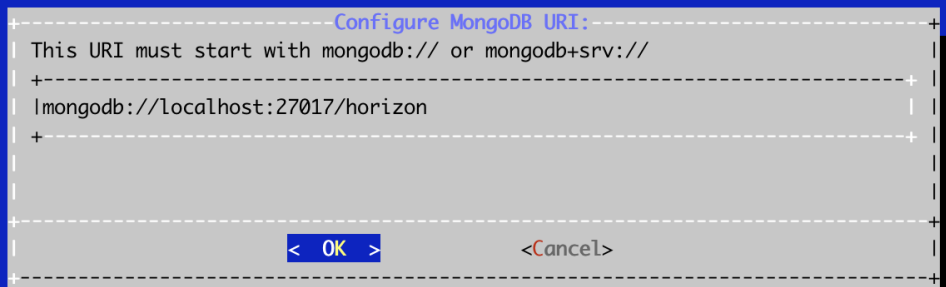 Configure MongoDB URI:
This URI must start with mongodb:// or mongodb+srv://
mongodb://localhost:27017/horizon
< OK > <Cancel>